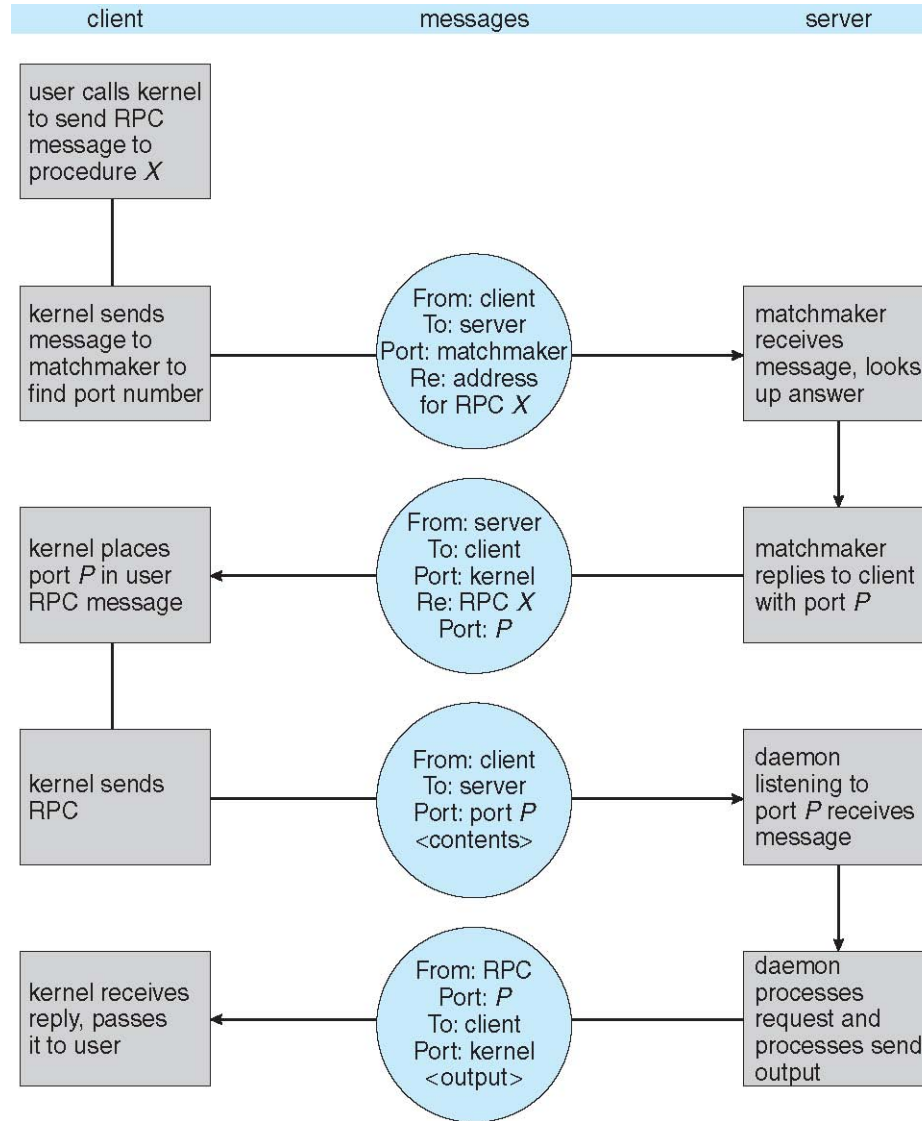 client
messages
server
user calls kernel
to send RPC
message to
procedure X
kernel sends
message to
matchmaker to
find port number
From: client
To: server
Port: matchmaker
Re: address
for RPC X
matchmaker
receives
message, looks
up answer
kernel places
port P in user
RPC message
From: server
To: client
Port: kernel
Re: RPC X
Port: P
matchmaker
replies to client
with port P
kernel sends
RPC
From: client
To: server
Port: port P
<contents>
daemon
listening to
port P receives
message
kernel receives
reply, passes
it to user
From: RPC
Port: P
To: client
Port: kernel
<output>
daemon
processes
request and
processes send
output